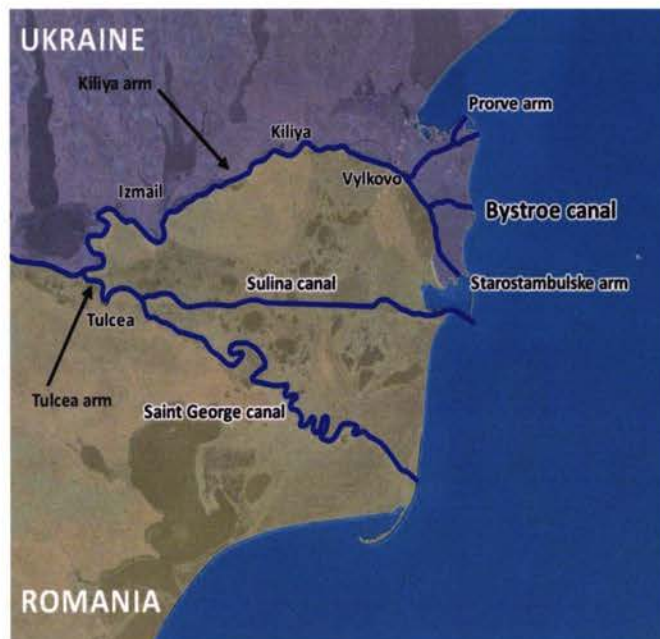 UKRAINE
Kiliya arm
Prorve arm
Kiliya
Izmail
Vylkovo
Bystroe canal
Sulina canal
Starostambulske arm
Tulcea
Tulcea arm
Saint George canal
ROMANIA